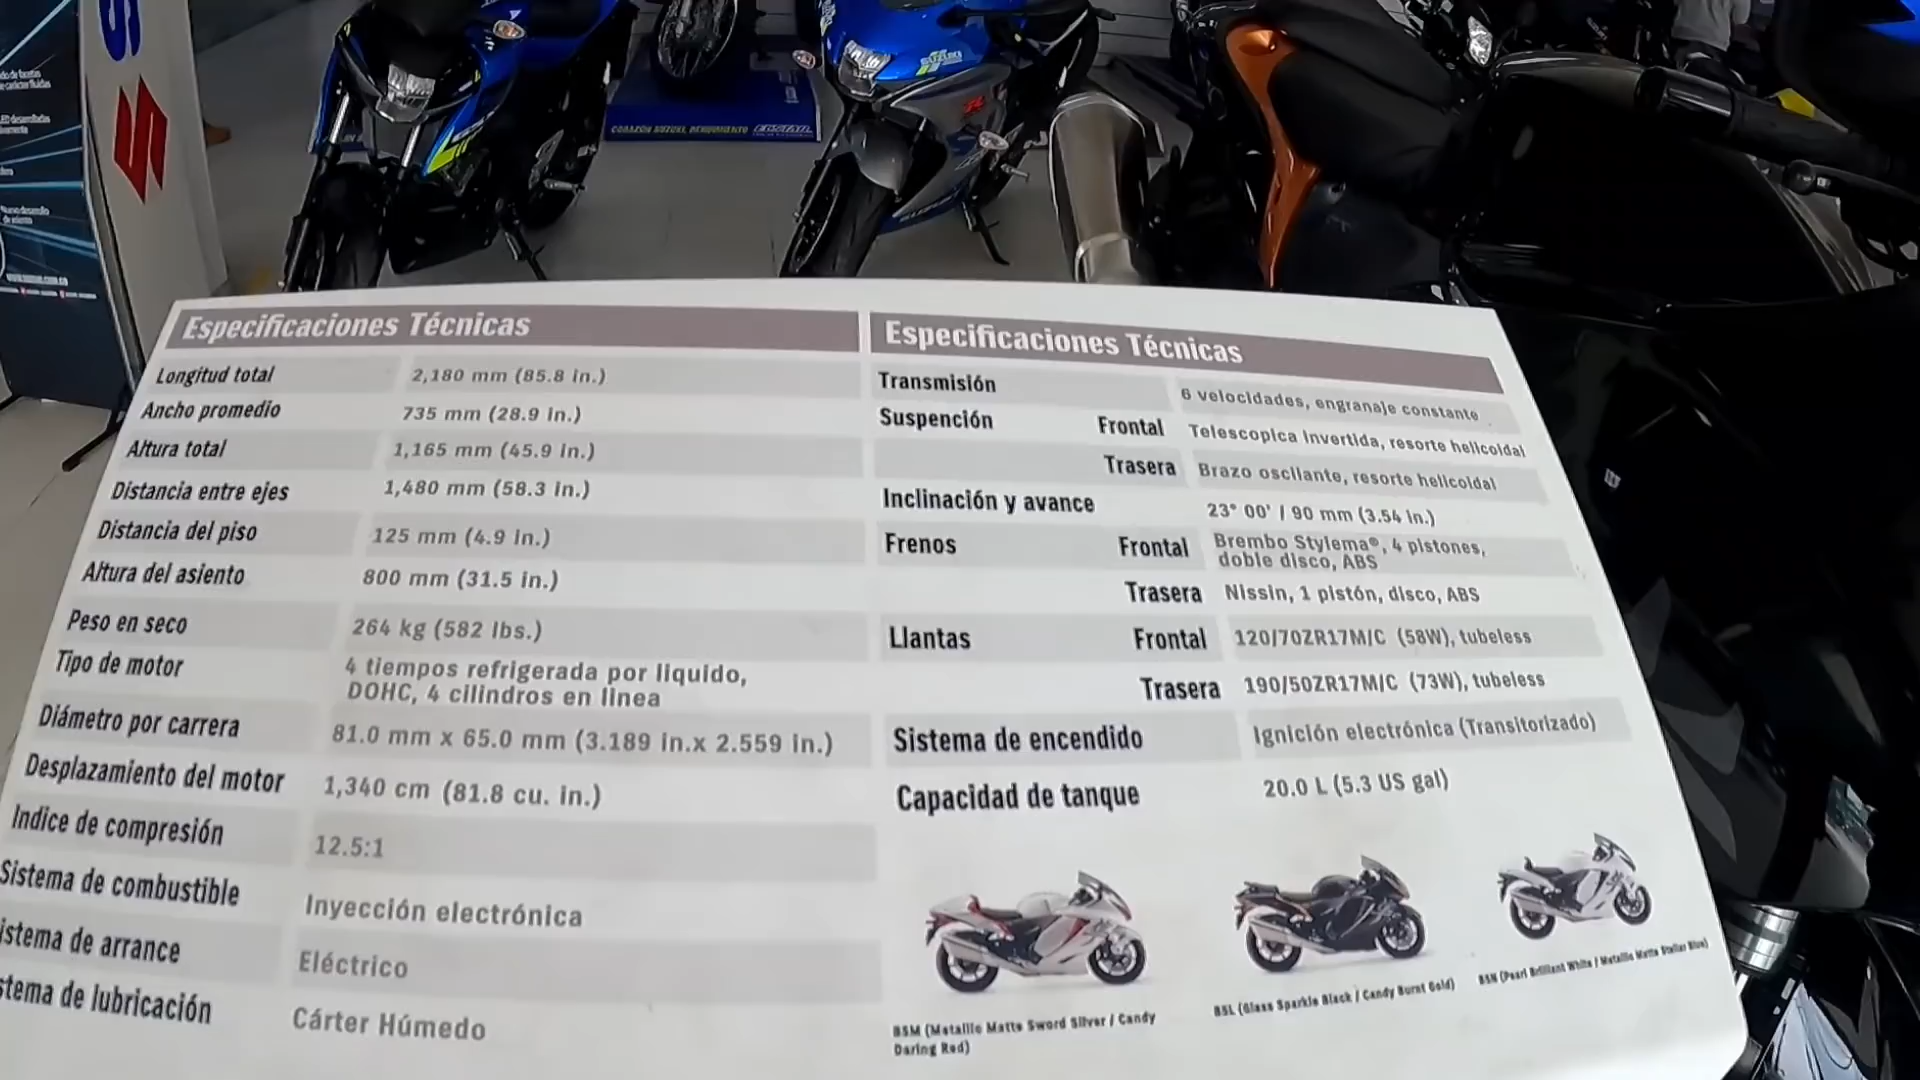 SUZUKI
CORAZÓN SUZUKI, RENDIMIENTO ECSTAR
Especificaciones Técnicas
Longitud total 2,180 mm (85.8 in.)
Ancho promedio 735 mm (28.9 in.)
Altura total 1,165 mm (45.9 in.)
Distancia entre ejes 1,480 mm (58.3 in.)
Distancia del piso 125 mm (4.9 in.)
Altura del asiento 800 mm (31.5 in.)
Peso en seco 264 kg (582 lbs.)
Tipo de motor 4 tiempos refrigerada por liquido,
DOHC, 4 cilindros en linea
Diámetro por carrera 81.0 mm x 65.0 mm (3.189 in.x 2.559 in.)
Desplazamiento del motor 1,340 cm (81.8 cu. in.)
Indice de compresión 12.5:1
Sistema de combustible Inyección electrónica
istema de arrance Eléctrico
stema de lubricación Cárter Húmedo
Especificaciones Técnicas
Transmisión 6 velocidades, engranaje constante
Suspención Frontal Telescopica invertida, resorte helicoidal
Trasera Brazo oscilante, resorte helicoidal
Inclinación y avance 23° 00' / 90 mm (3.54 in.)
Frenos Frontal Brembo Stylema®, 4 pistones,
doble disco, ABS
Trasera Nissin, 1 pistón, disco, ABS
Llantas Frontal 120/70ZR17M/C (58W), tubeless
Trasera 190/50ZR17M/C (73W), tubeless
Sistema de encendido Ignición electrónica (Transitorizado)
Capacidad de tanque 20.0 L (5.3 US gal)
BSM (Metallic Matte Sword Silver / Candy
Daring Red)
BSL (Glass Sparkle Black / Candy Burnt Gold)
BSN (Pearl Brilliant White / Metallic Matte Stellar Blue)